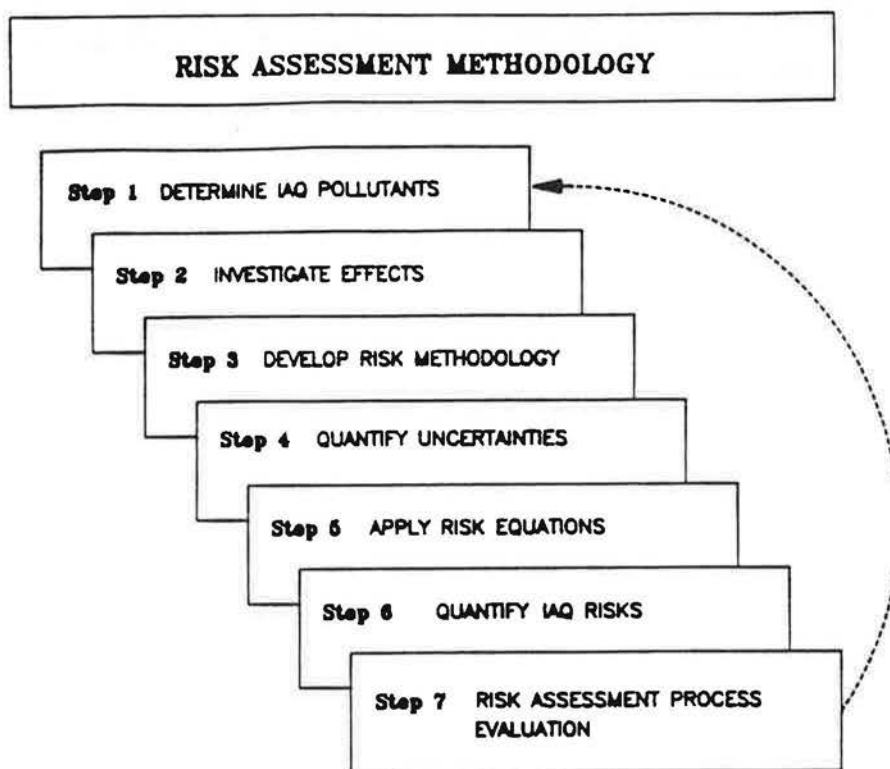 RISK ASSESSMENT METHODOLOGY
Step 1 DETERMINE IAQ POLLUTANTS
Step 2 INVESTIGATE EFFECTS
Step 3 DEVELOP RISK METHODOLOGY
Step 4 QUANTIFY UNCERTAINTIES
Step 5 APPLY RISK EQUATIONS
Step 6 QUANTIFY IAQ RISKS
Step 7 RISK ASSESSMENT PROCESS
EVALUATION